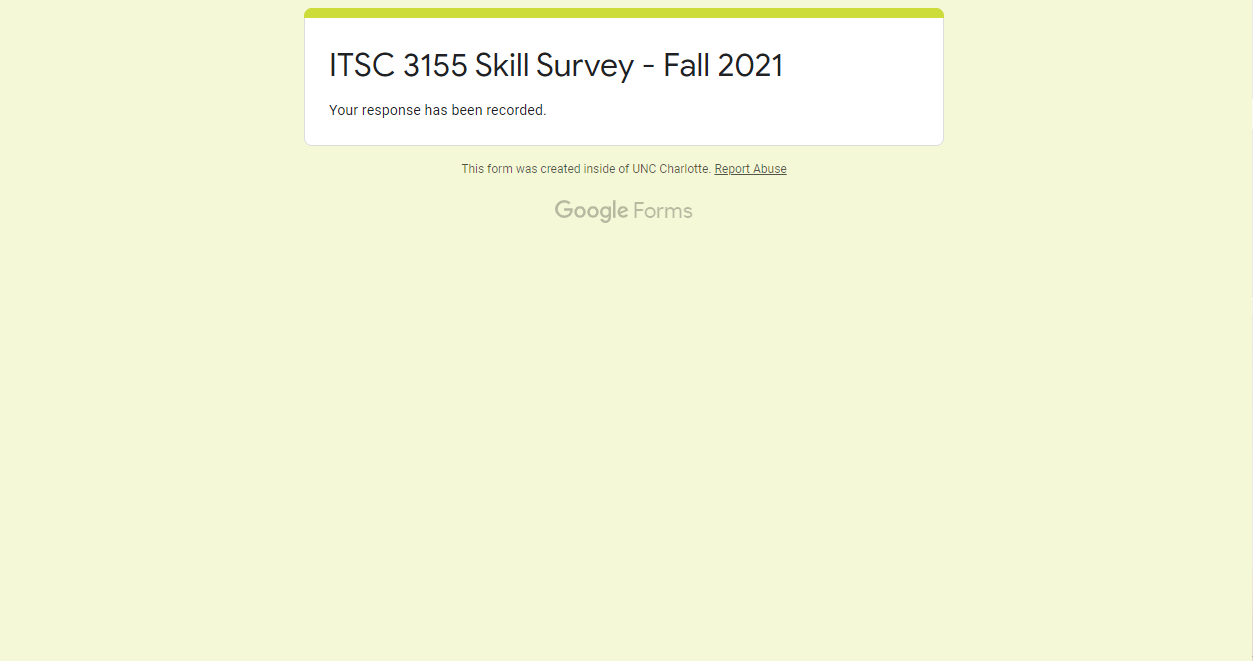 ITSC 3155 Skill Survey - Fall 2021
Your response has been recorded.
This form was created inside of UNC Charlotte. Report Abuse
Google Forms